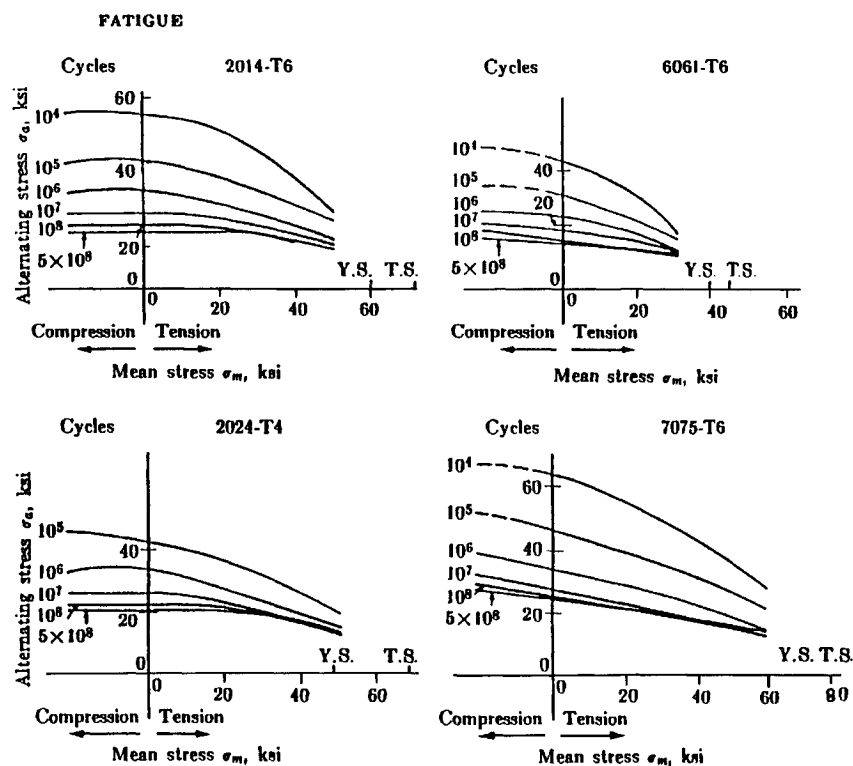 FATIGUE
Cycles 2014-T6
Alternating stress σa, ksi
60
10⁴
10⁵
40
10⁶
10⁷
10⁸
5×10⁸
20
Y.S. T.S.
0
0 20 40 60
Compression Tension
Mean stress σm, ksi
Cycles 6061-T6
10⁴
40
10⁵
10⁶
20
10⁷
10⁸
5×10⁸
Y.S. T.S.
0
0 20 40 60
Compression Tension
Mean stress σm, ksi
Cycles 2024-T4
Alternating stress σa, ksi
10⁵
40
10⁶
10⁷
10⁸
20
5×10⁸
Y.S. T.S.
0
0 20 40 60
Compression Tension
Mean stress σm, ksi
Cycles 7075-T6
10⁴
60
10⁵
40
10⁶
10⁷
10⁸
20
5×10⁸
Y.S. T.S.
0
0 20 40 60 80
Compression Tension
Mean stress σm, ksi